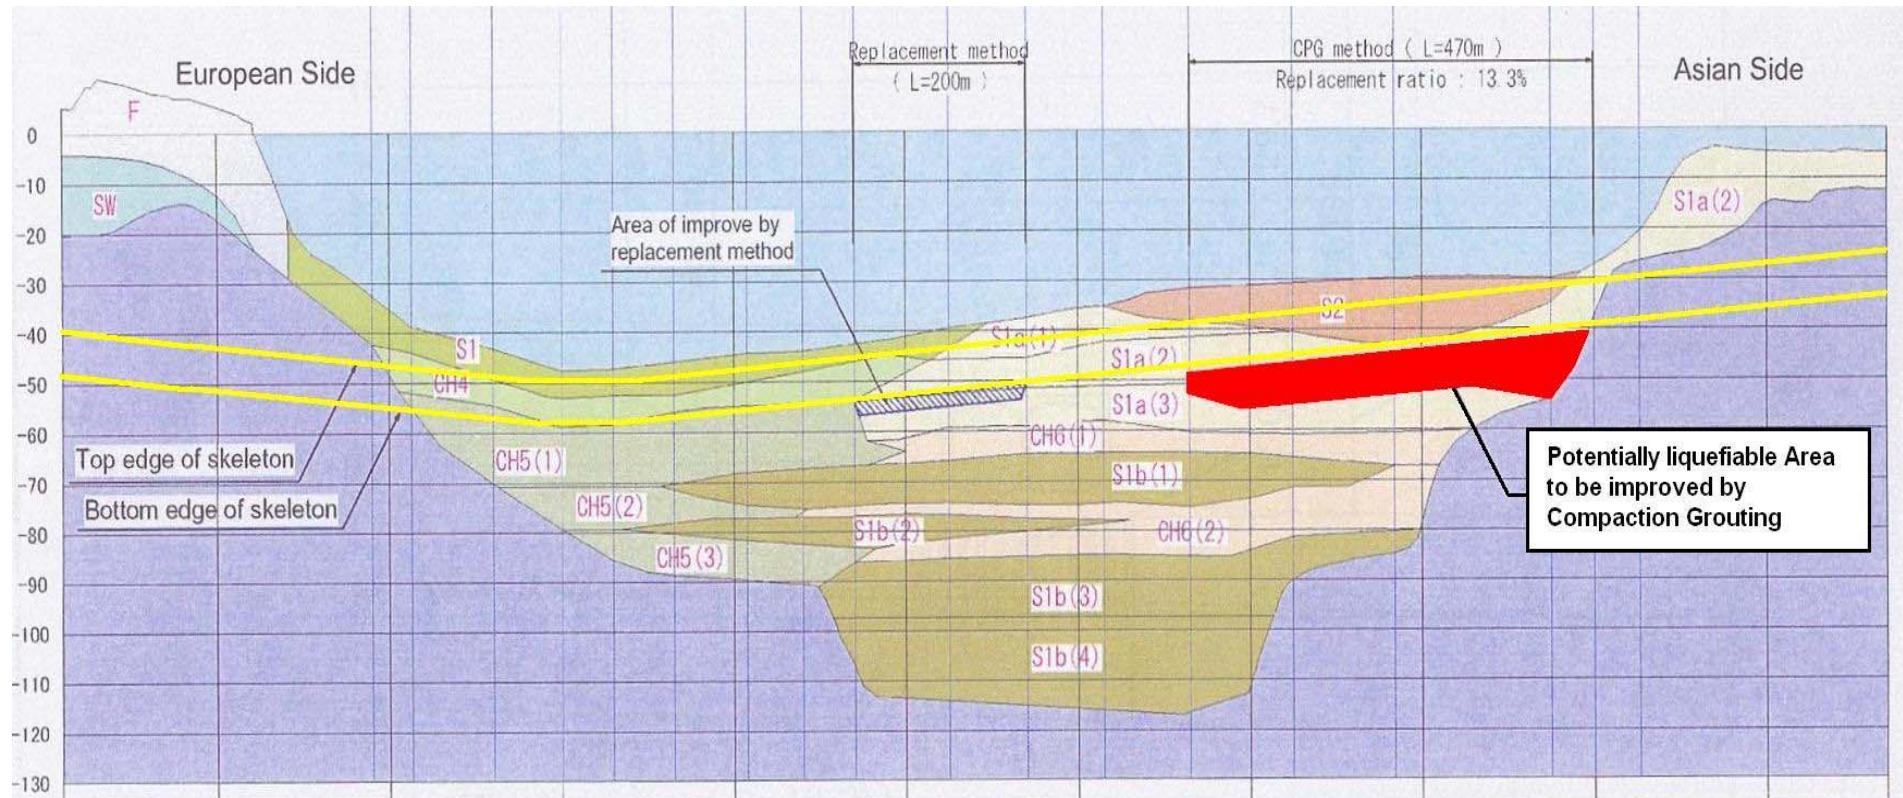 European Side
Replacement method
( L=200m )
CPG method ( L=470m )
Replacement ratio : 13.3%
Asian Side
F
0
-10
SW
S1a(2)
-20
Area of improve by
replacement method
-30
S2
-40
S1
S1a(1)
S1a(2)
CH4
-50
S1a(3)
-60
CH6(1)
Top edge of skeleton
CH5(1)
Potentially liquefiable Area
to be improved by
Compaction Grouting
-70
S1b(1)
Bottom edge of skeleton
CH5(2)
-80
S1b(2)
CH6(2)
CH5(3)
-90
S1b(3)
-100
S1b(4)
-110
-120
-130